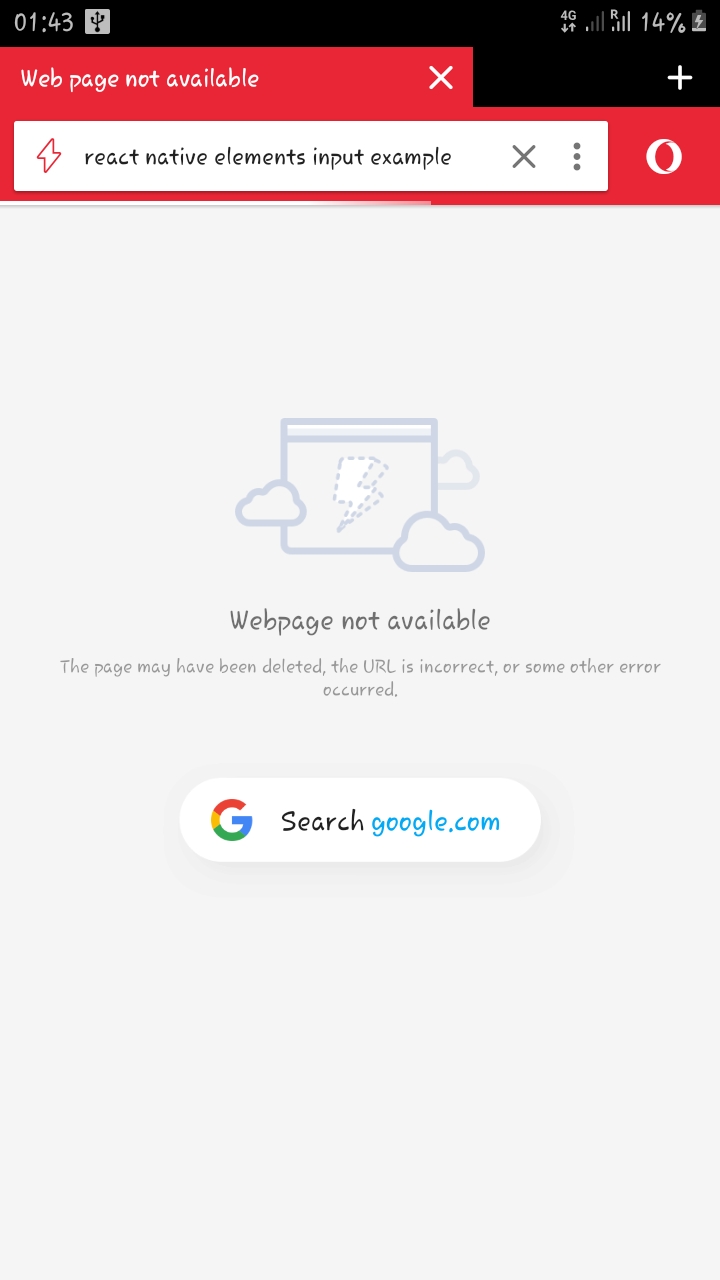 01:43 4G R 14%
Web page not available
react native elements input example
Webpage not available
The page may have been deleted, the URL is incorrect, or some other error
occurred.
Search google.com